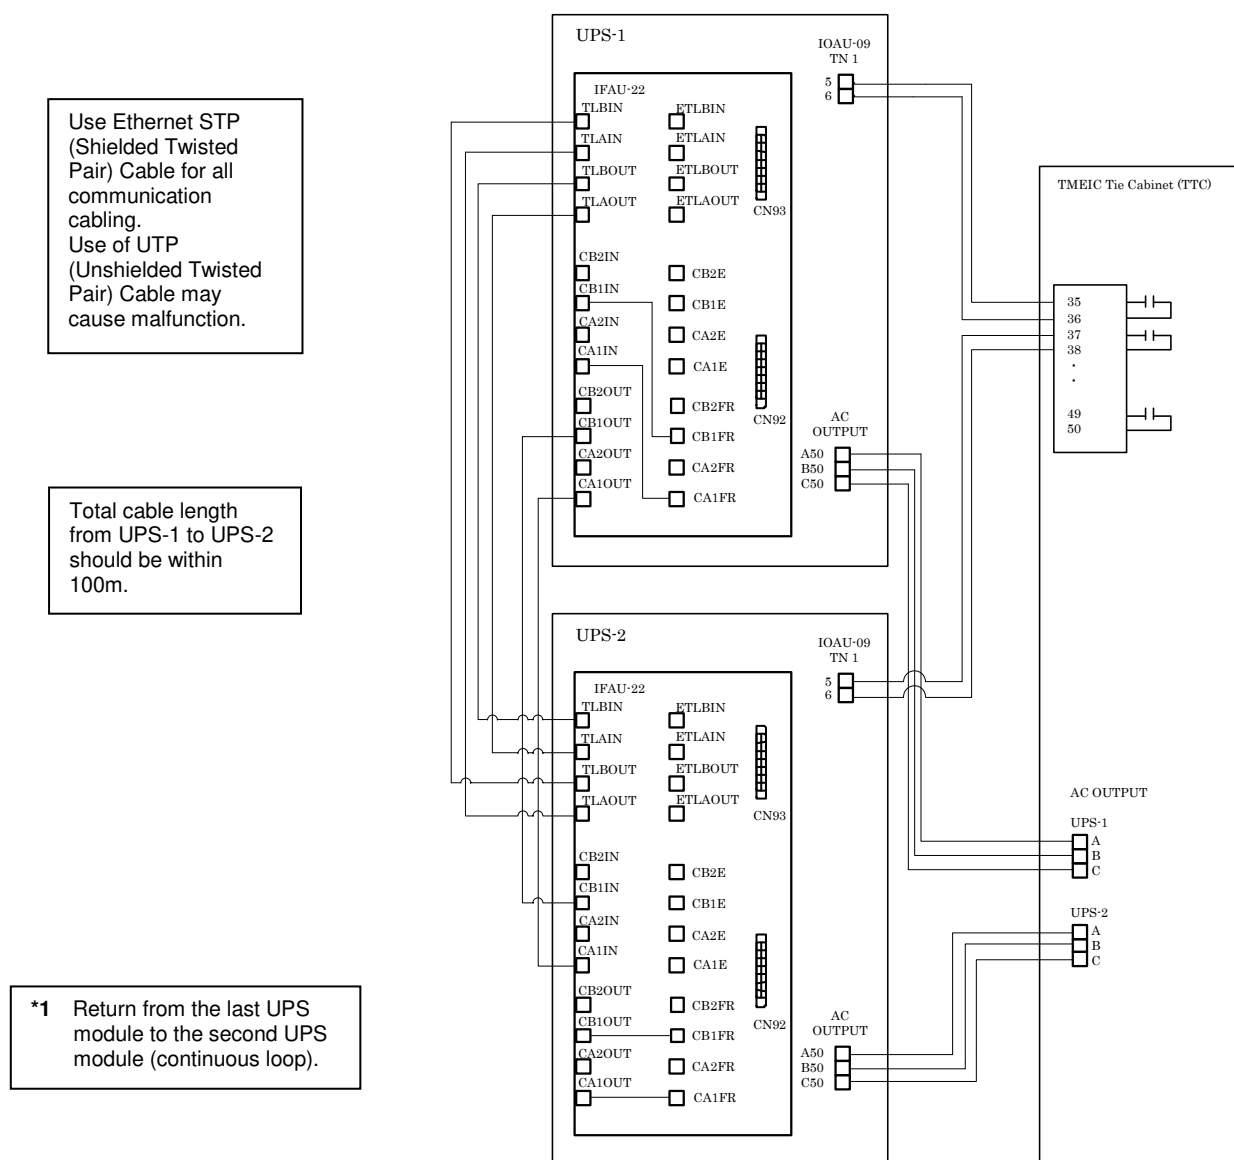 Use Ethernet STP
(Shielded Twisted
Pair) Cable for all
communication
cabling.
Use of UTP
(Unshielded Twisted
Pair) Cable may
cause malfunction.
Total cable length
from UPS-1 to UPS-2
should be within
100m.
*1 Return from the last UPS
module to the second UPS
module (continuous loop).
UPS-1
IOAU-09
TN 1
5
6
IFAU-22
TLBIN ETLBIN
TLAIN ETLAIN
TLBOUT ETLBOUT
TLAOUT ETLAOUT
CN93
CB2IN CB2E
CB1IN CB1E
CA2IN CA2E
CA1IN CA1E
CB2OUT CB2FR
CN92
CB1OUT CB1FR
CA2OUT CA2FR
CA1OUT CA1FR
AC
OUTPUT
A50
B50
C50
UPS-2
IOAU-09
TN 1
5
6
IFAU-22
TLBIN ETLBIN
TLAIN ETLAIN
TLBOUT ETLBOUT
TLAOUT ETLAOUT
CN93
CB2IN CB2E
CB1IN CB1E
CA2IN CA2E
CA1IN CA1E
CB2OUT CB2FR
CN92
CB1OUT CB1FR
CA2OUT CA2FR
CA1OUT CA1FR
AC
OUTPUT
A50
B50
C50
TMEIC Tie Cabinet (TTC)
35
36
37
38
.
.
49
50
AC OUTPUT
UPS-1
A
B
C
UPS-2
A
B
C